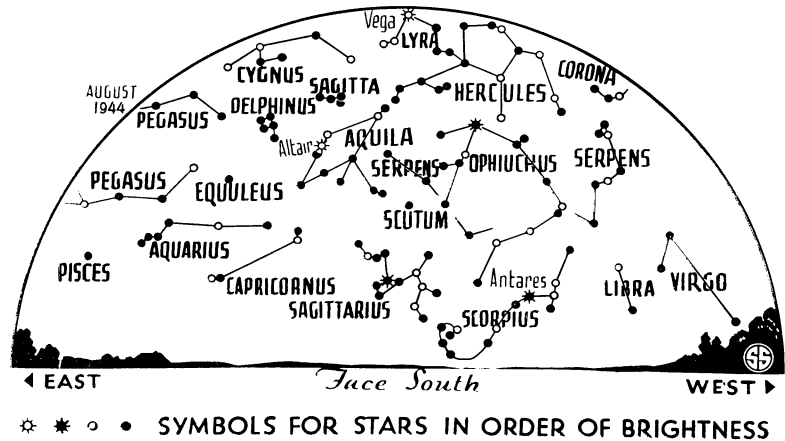 Vega
LYRA
CYGNUS
CORONA
SAGITTA
AUGUST
1944
HERCULES
DELPHINUS
PEGASUS
Altair
AQUILA
SERPENS
OPHIUCHUS
SERPENS
PEGASUS
EQUULEUS
SCUTUM
AQUARIUS
PISCES
CAPRICORNUS
Antares
LIBRA
VIRGO
SAGITTARIUS
SCORPIUS
SS
EAST
Face South
WEST
SYMBOLS FOR STARS IN ORDER OF BRIGHTNESS